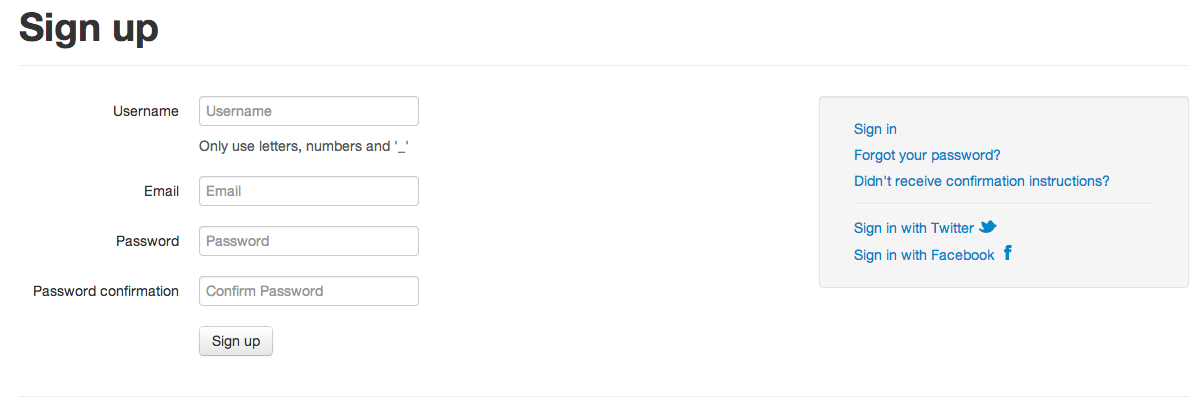 Sign up
Username
Username
Only use letters, numbers and '_'
Email
Email
Password
Password
Password confirmation
Confirm Password
Sign up
Sign in
Forgot your password?
Didn't receive confirmation instructions?
Sign in with Twitter
Sign in with Facebook